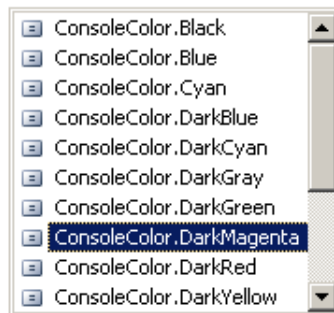 ConsoleColor.Black
ConsoleColor.Blue
ConsoleColor.Cyan
ConsoleColor.DarkBlue
ConsoleColor.DarkCyan
ConsoleColor.DarkGray
ConsoleColor.DarkGreen
ConsoleColor.DarkMagenta
ConsoleColor.DarkRed
ConsoleColor.DarkYellow